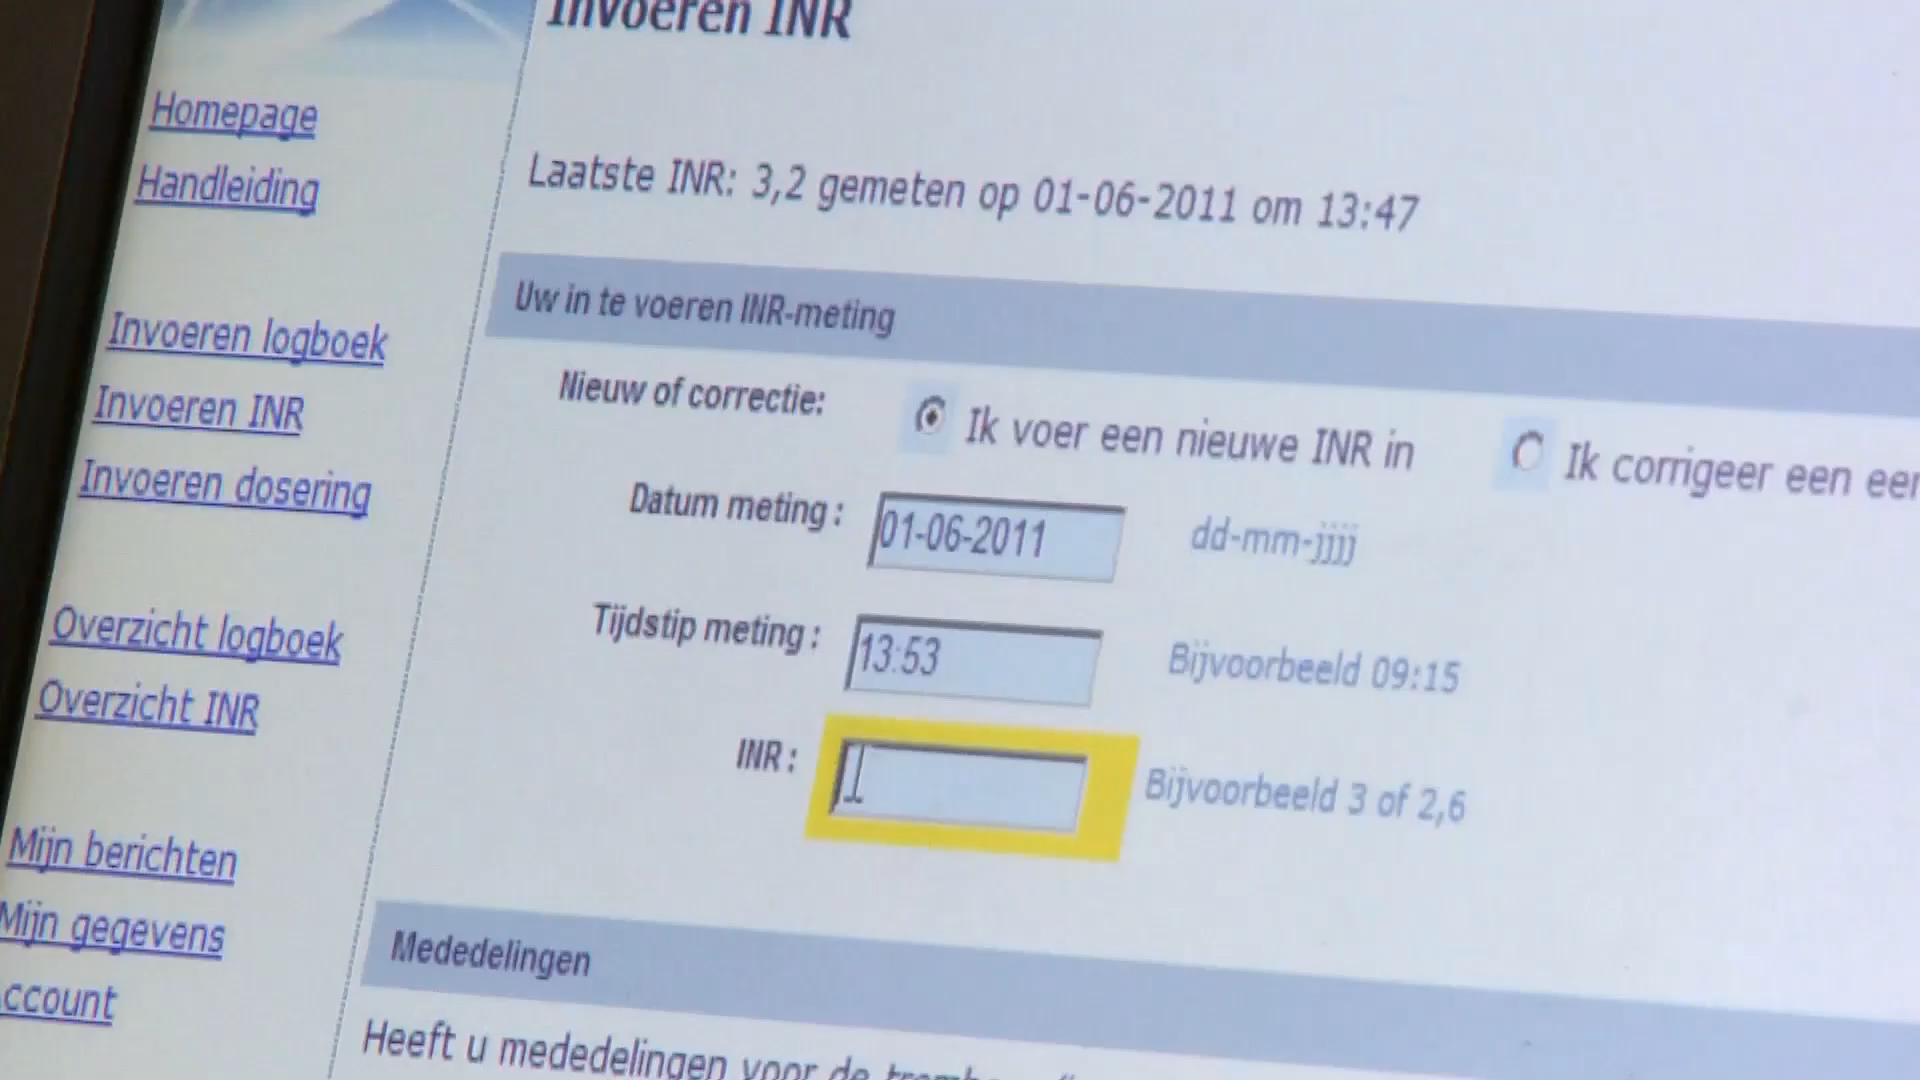 Invoeren INR
Homepage
Handleiding
Laatste INR: 3,2 gemeten op 01-06-2011 om 13:47
Uw in te voeren INR-meting
Invoeren logboek
Invoeren INR
Invoeren dosering
Nieuw of correctie: Ik voer een nieuwe INR in Ik corrigeer een
Datum meting : 01-06-2011 dd-mm-jjjj
Tijdstip meting : 13:53 Bijvoorbeeld 09:15
INR : Bijvoorbeeld 3 of 2,6
Overzicht logboek
Overzicht INR
Mijn berichten
Mijn gegevens
ccount
Mededelingen
Heeft u mededelingen voor de